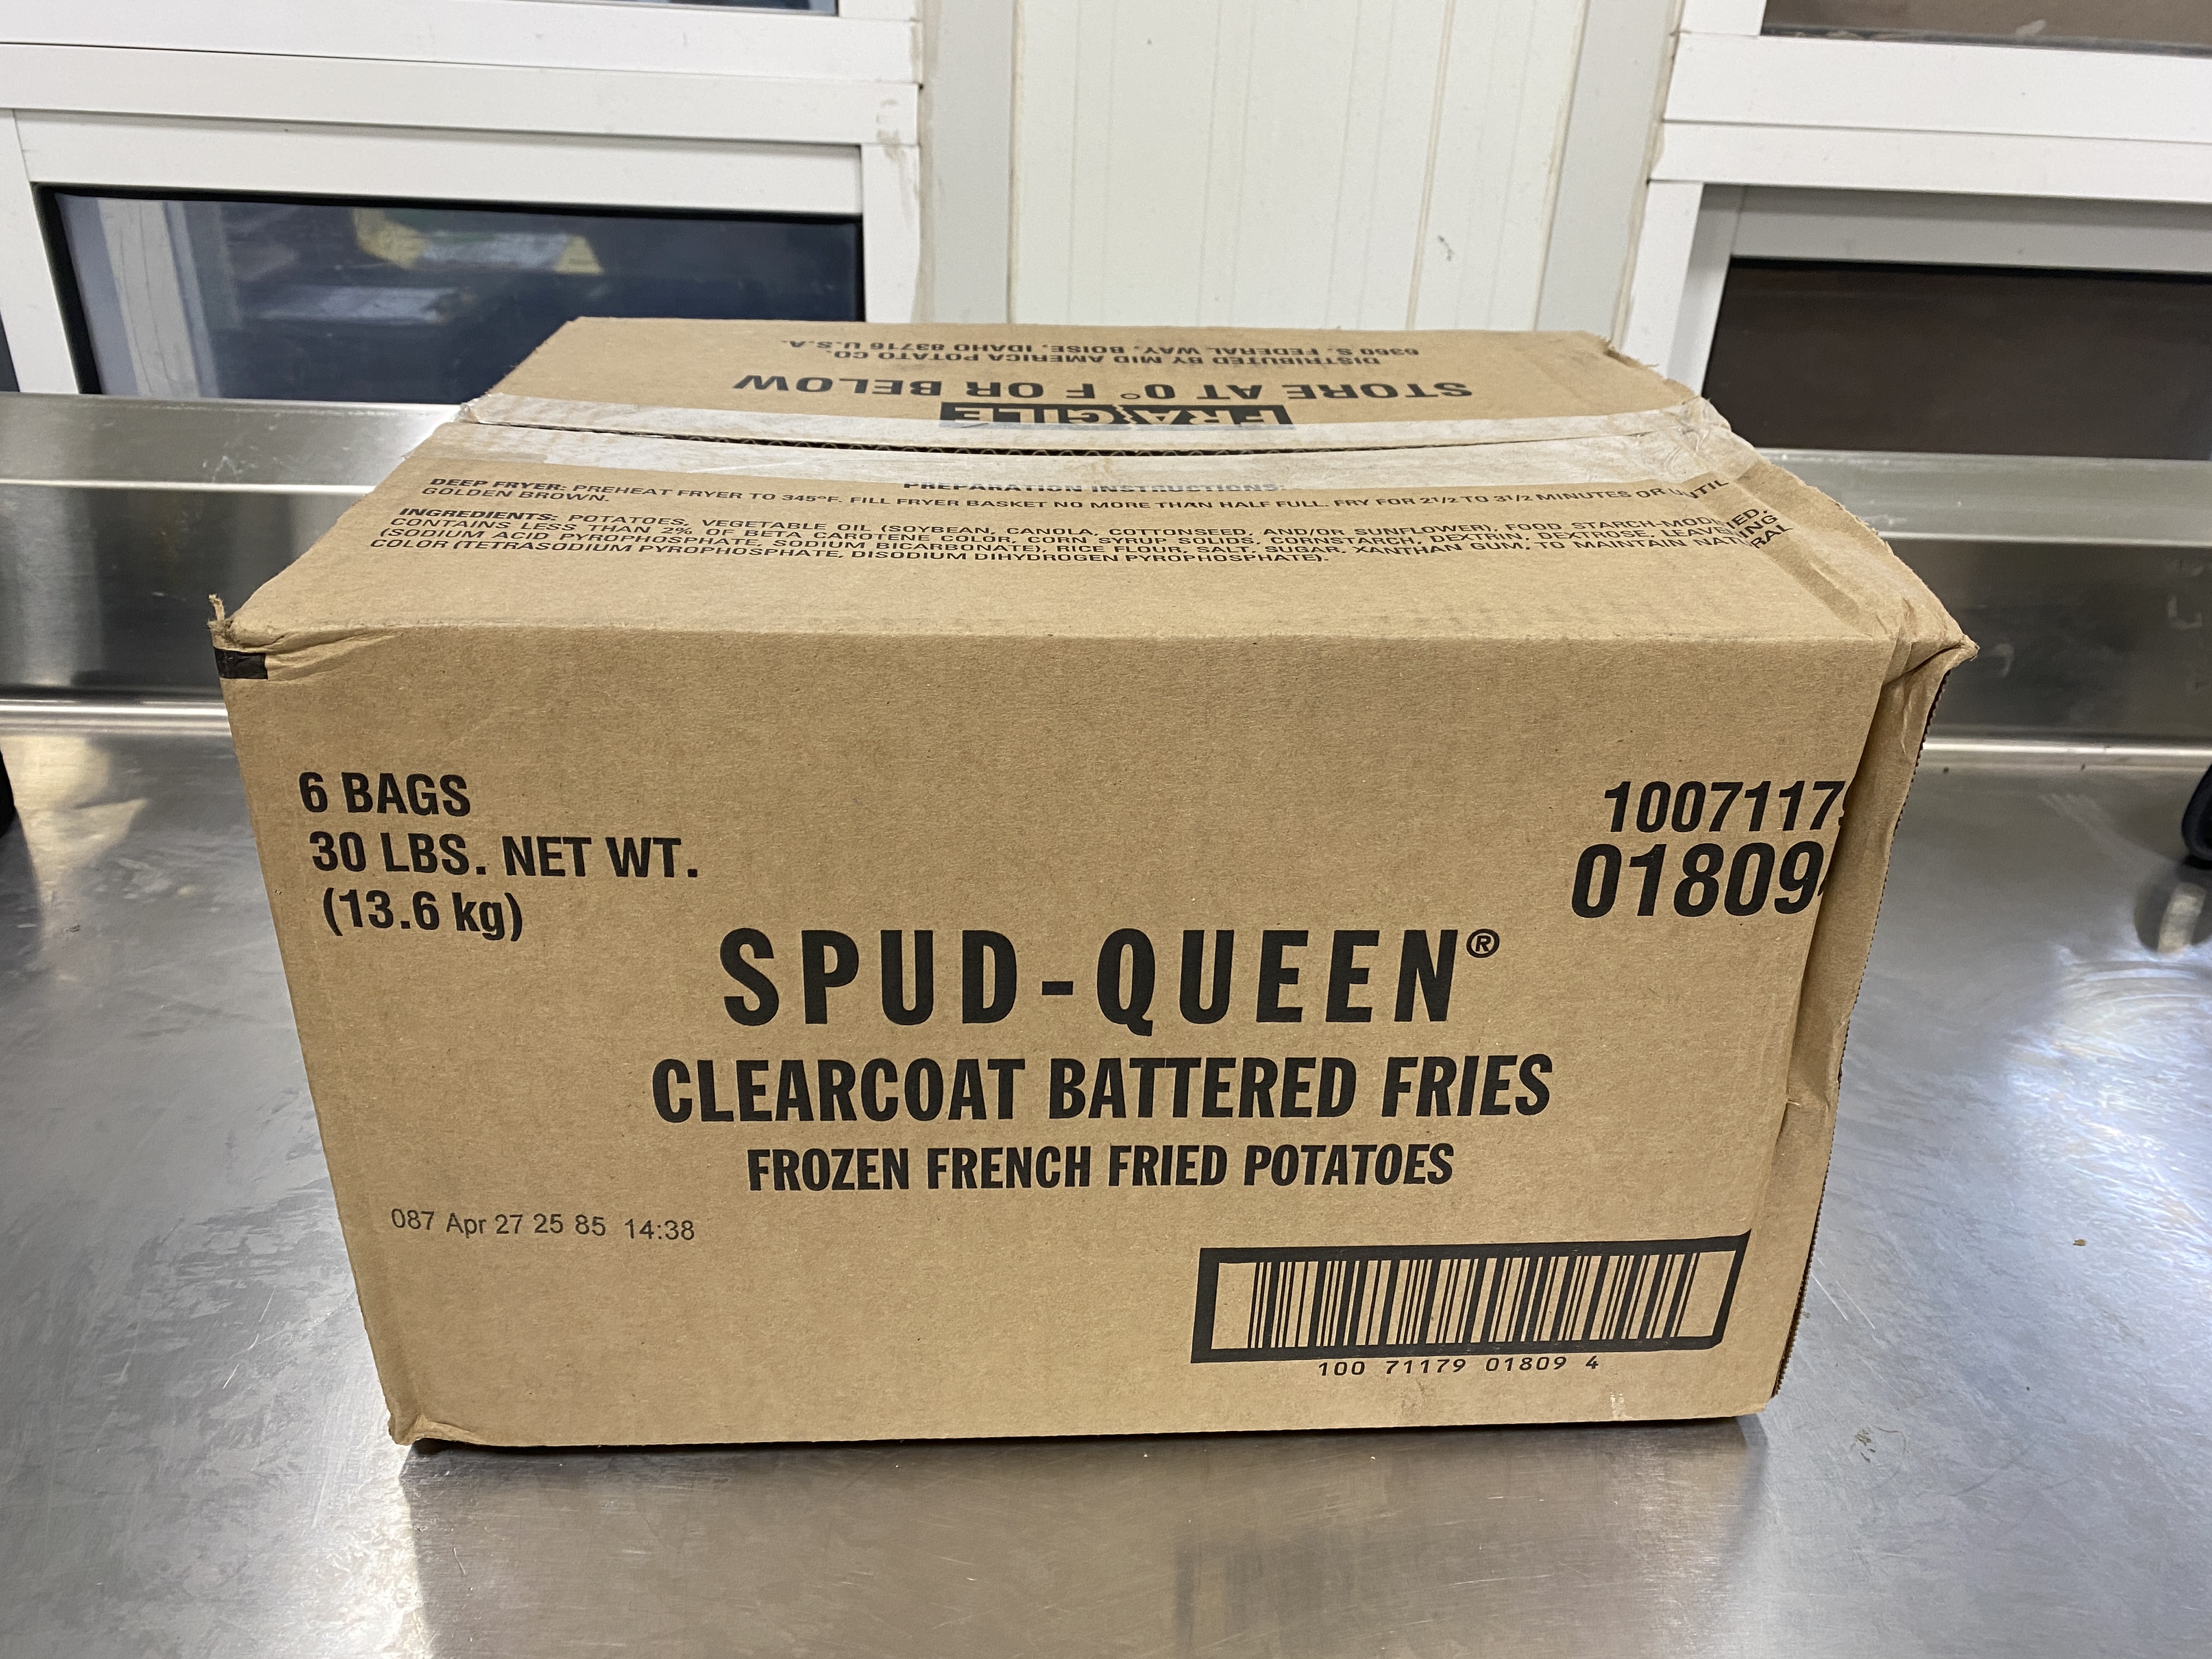 DISTRIBUTED BY MID AMERICA POTATO CO.
6360 S. FEDERAL WAY, BOISE, IDAHO 83716 U.S.A.
STORE AT 0° F OR BELOW
FRAGILE
PREPARATION INSTRUCTIONS:
DEEP FRYER: PREHEAT FRYER TO 345°F. FILL FRYER BASKET NO MORE THAN HALF FULL. FRY FOR 21/2 TO 31/2 MINUTES OR UNTIL
GOLDEN BROWN.
INGREDIENTS: POTATOES, VEGETABLE OIL (SOYBEAN, CANOLA, COTTONSEED, AND/OR SUNFLOWER), FOOD STARCH-MODIFIED,
CONTAINS LESS THAN 2% OF BETA CAROTENE COLOR, CORN SYRUP SOLIDS, CORNSTARCH, DEXTRIN, DEXTROSE, LEAVENING
(SODIUM ACID PYROPHOSPHATE, SODIUM BICARBONATE), RICE FLOUR, SALT, SUGAR, XANTHAN GUM, TO MAINTAIN NATURAL
COLOR (TETRASODIUM PYROPHOSPHATE, DISODIUM DIHYDROGEN PYROPHOSPHATE).
6 BAGS
30 LBS. NET WT.
(13.6 kg)
10071179
01809
SPUD-QUEEN®
CLEARCOAT BATTERED FRIES
FROZEN FRENCH FRIED POTATOES
087 Apr 27 25 85 14:38
100 71179 01809 4